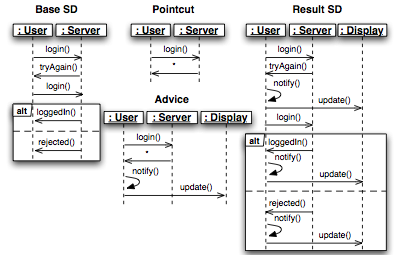 Base SD
: User : Server
login()
tryAgain()
login()
alt
loggedIn()
rejected()
Pointcut
: User : Server
login()
*
Advice
: User : Server : Display
login()
*
notify()
update()
Result SD
: User : Server : Display
login()
tryAgain()
notify()
update()
login()
alt
loggedIn()
notify()
update()
rejected()
notify()
update()